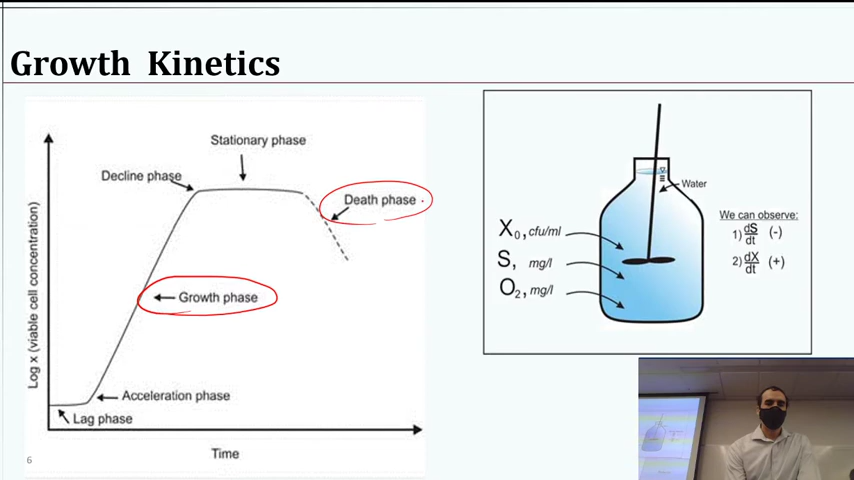 Growth Kinetics
Stationary phase
Decline phase
Death phase
Growth phase
Acceleration phase
Lag phase
Log x (viable cell concentration)
Time
6
Water
X0, cfu/ml
S, mg/l
O2, mg/l
We can observe:
1) dS/dt (-)
2) dX/dt (+)